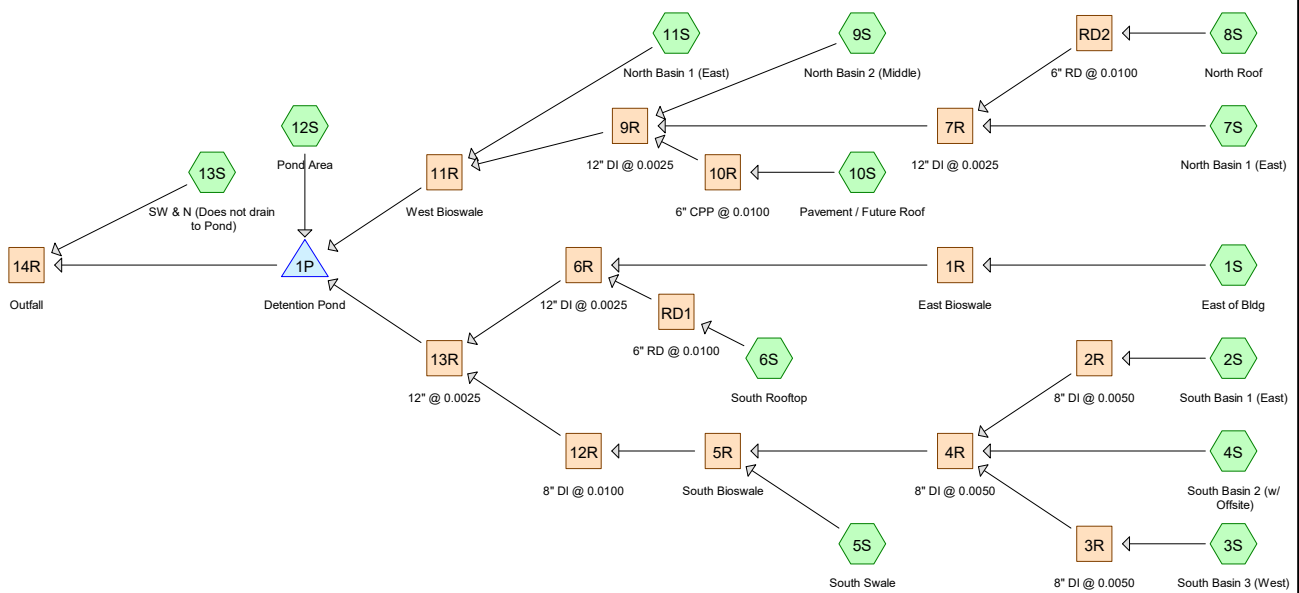 11S
North Basin 1 (East)
9S
North Basin 2 (Middle)
RD2
6" RD @ 0.0100
8S
North Roof
12S
Pond Area
9R
12" DI @ 0.0025
7R
12" DI @ 0.0025
7S
North Basin 1 (East)
13S
SW & N (Does not drain
to Pond)
11R
West Bioswale
10R
6" CPP @ 0.0100
10S
Pavement / Future Roof
14R
Outfall
1P
Detention Pond
6R
12" DI @ 0.0025
1R
East Bioswale
1S
East of Bldg
RD1
6" RD @ 0.0100
13R
12" @ 0.0025
6S
South Rooftop
2R
8" DI @ 0.0050
2S
South Basin 1 (East)
12R
8" DI @ 0.0100
5R
South Bioswale
4R
8" DI @ 0.0050
4S
South Basin 2 (w/
Offsite)
5S
South Swale
3R
8" DI @ 0.0050
3S
South Basin 3 (West)